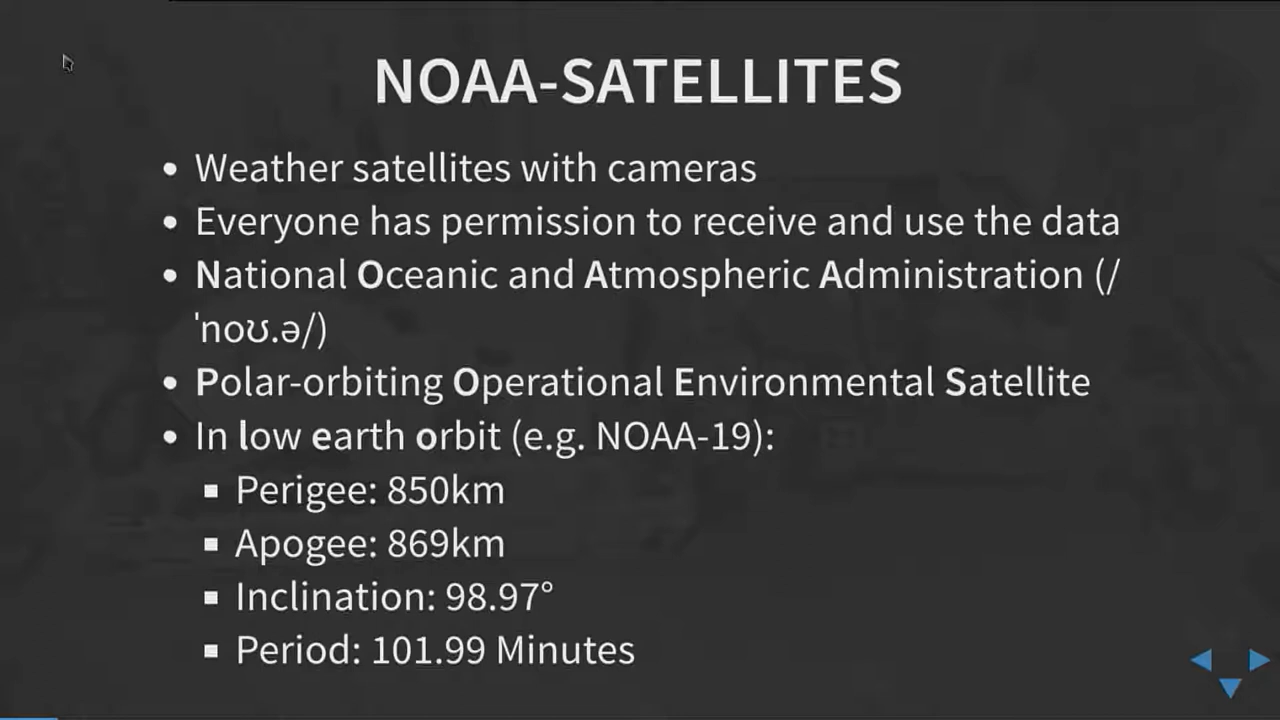 NOAA-SATELLITES
• Weather satellites with cameras
• Everyone has permission to receive and use the data
• National Oceanic and Atmospheric Administration (/
ˈnoʊ.ə/)
• Polar-orbiting Operational Environmental Satellite
• In low earth orbit (e.g. NOAA-19):
▪ Perigee: 850km
▪ Apogee: 869km
▪ Inclination: 98.97°
▪ Period: 101.99 Minutes